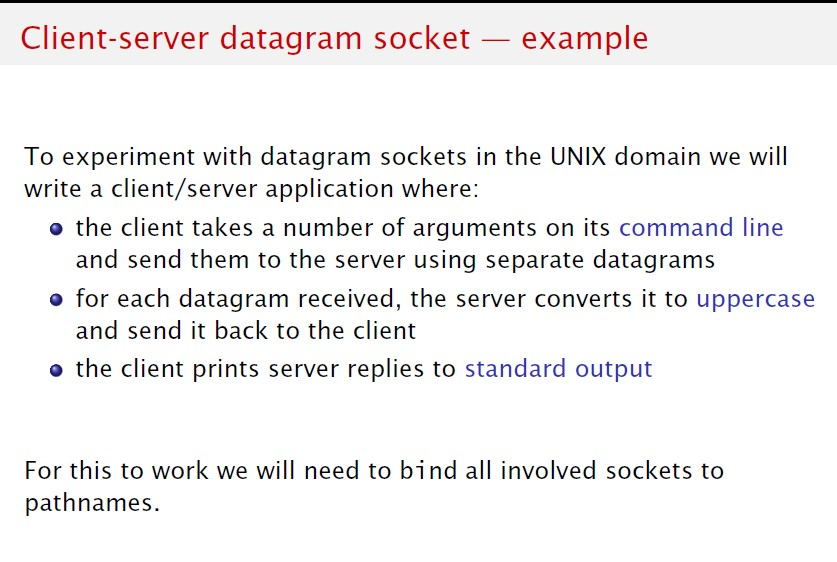 Client-server datagram socket — example
To experiment with datagram sockets in the UNIX domain we will
write a client/server application where:
the client takes a number of arguments on its command line
and send them to the server using separate datagrams
for each datagram received, the server converts it to uppercase
and send it back to the client
the client prints server replies to standard output
For this to work we will need to bind all involved sockets to
pathnames.